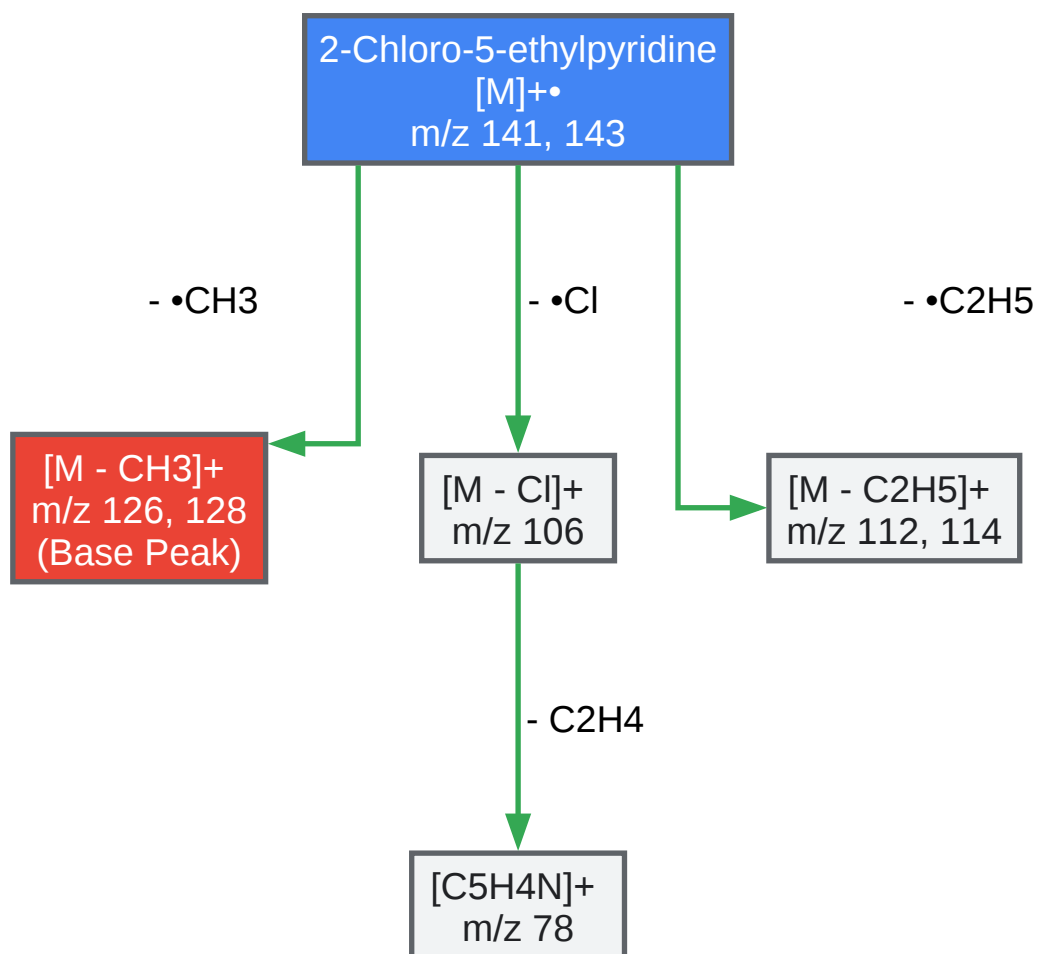 2-Chloro-5-ethylpyridine
[M]+•
m/z 141, 143
- •CH3
- •Cl
- •C2H5
[M - CH3]+
m/z 126, 128
(Base Peak)
[M - Cl]+
m/z 106
[M - C2H5]+
m/z 112, 114
- C2H4
[C5H4N]+
m/z 78